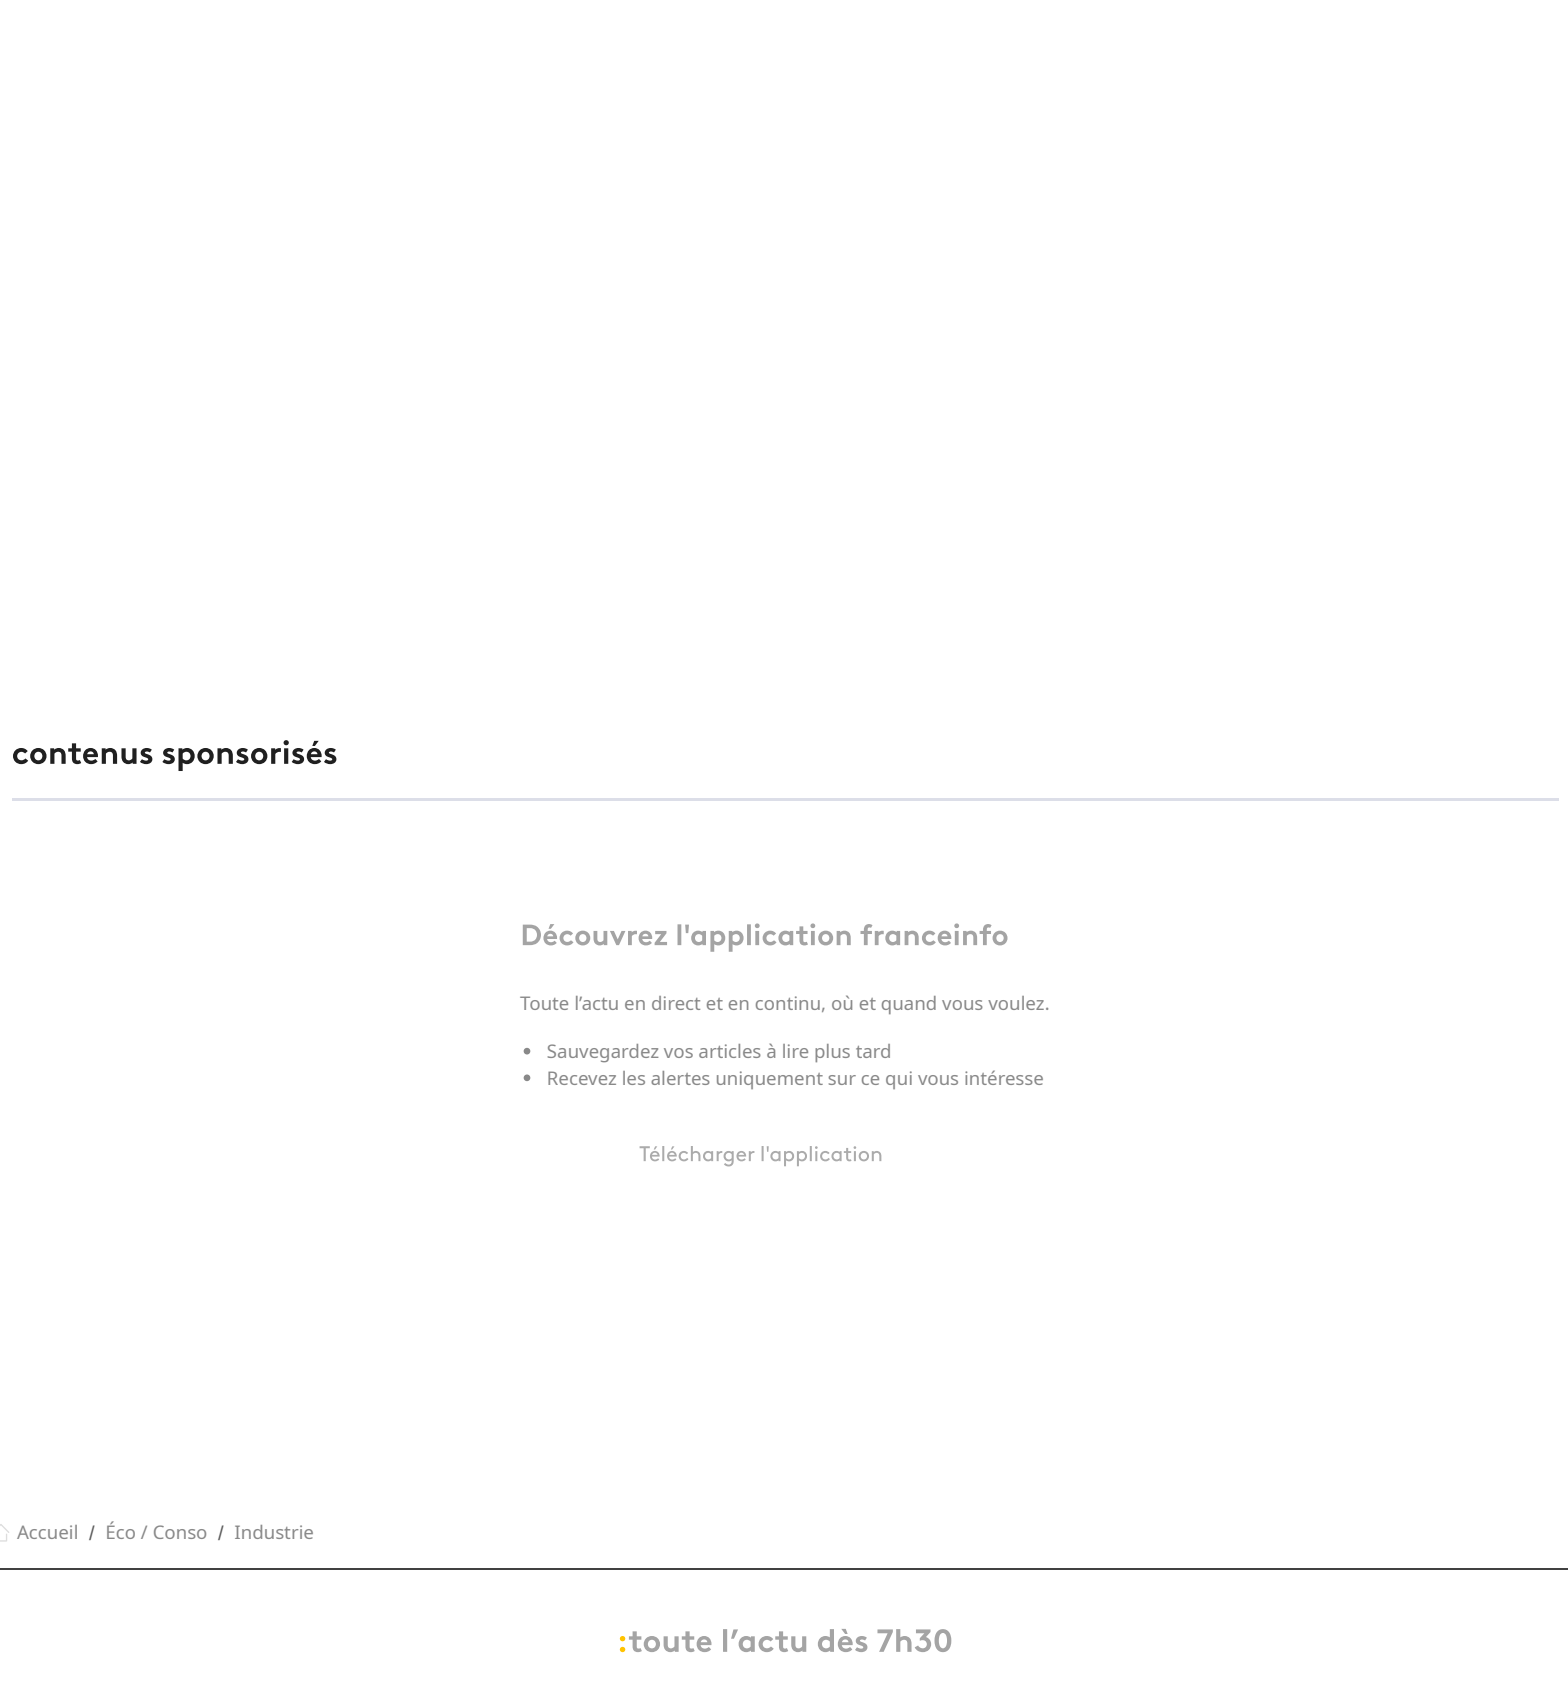 contenus sponsorisés
Découvrez l'application franceinfo
Toute l’actu en direct et en continu, où et quand vous voulez.
• Sauvegardez vos articles à lire plus tard
• Recevez les alertes uniquement sur ce qui vous intéresse
Télécharger l'application
Accueil / Éco / Conso / Industrie
:toute l’actu dès 7h30